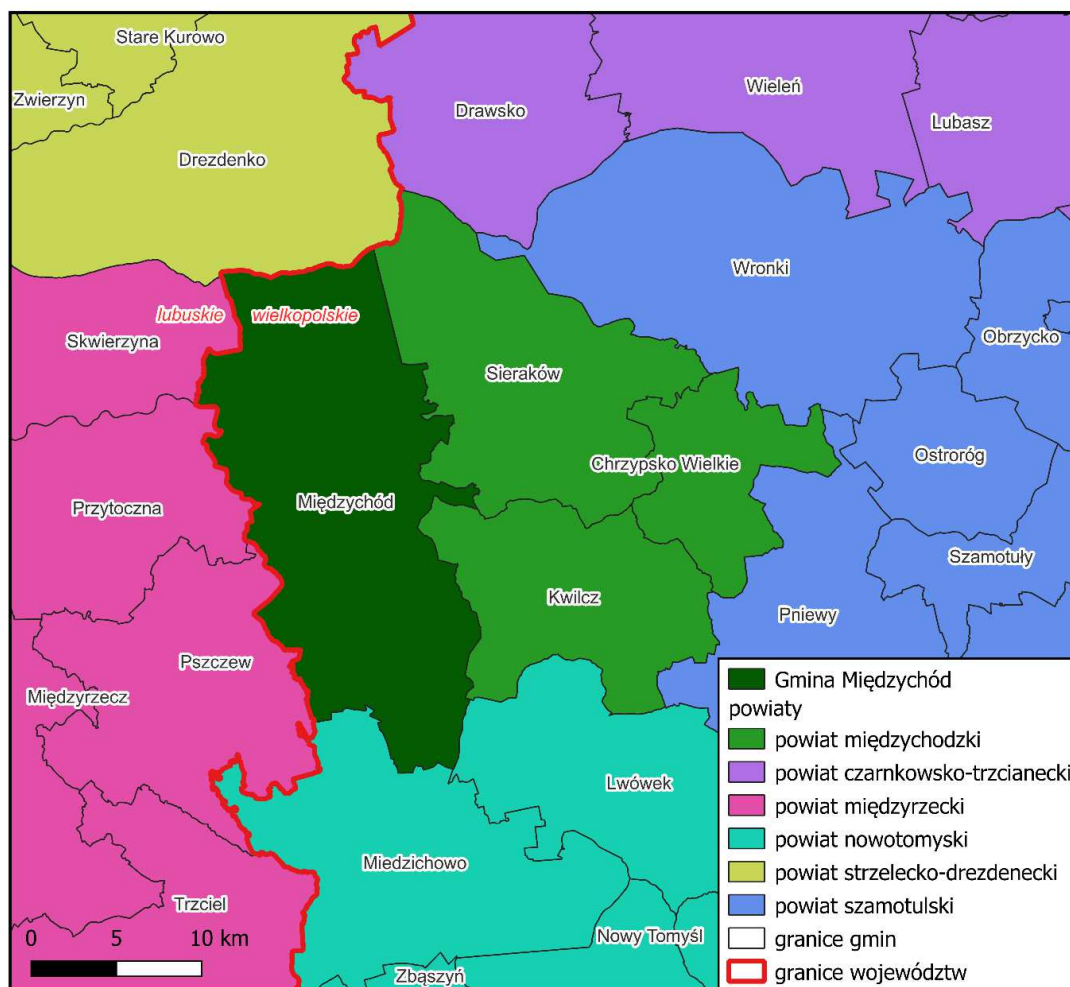 Stare Kurowo
Zwierzyn
Drawsko
Wieleń
Lubasz
Drezdenko
Wronki
lubuskie wielkopolskie
Skwierzyna
Obrzycko
Sieraków
Chrzypsko Wielkie
Ostroróg
Przytoczna
Międzychód
Szamotuły
Kwilcz
Pniewy
Pszczew
Międzyrzecz
Lwówek
Miedzichowo
Trzciel
Nowy Tomyśl
Zbąszyń
0 5 10 km
Gmina Międzychód
powiaty
powiat międzychodzki
powiat czarnkowsko-trzcianecki
powiat międzyrzecki
powiat nowotomyski
powiat strzelecko-drezdenecki
powiat szamotulski
granice gmin
granice województw